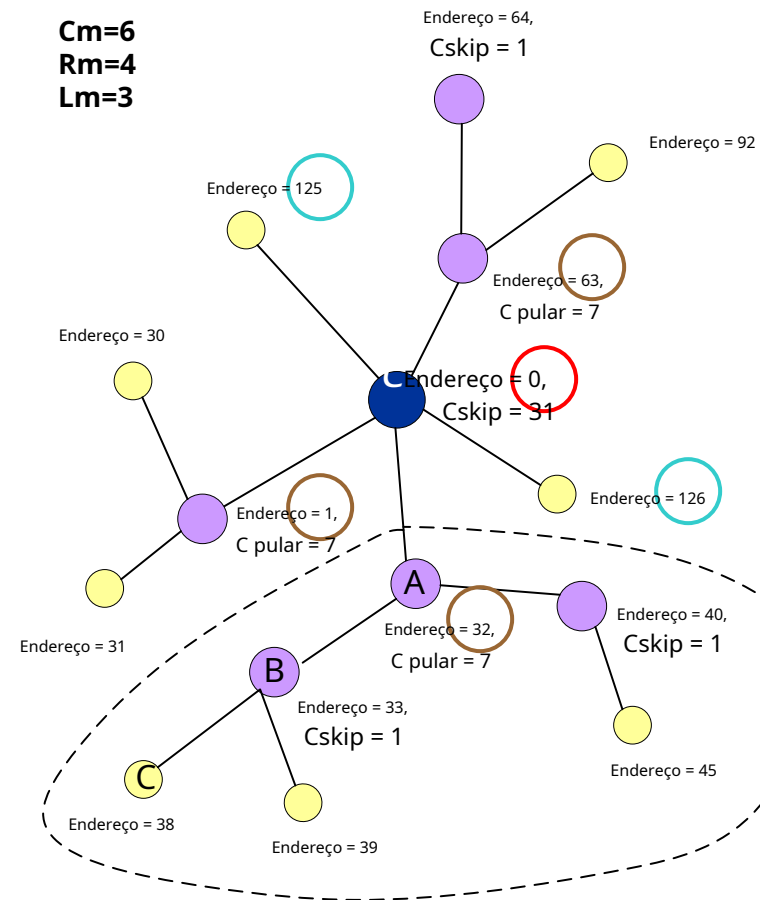 Cm=6
Rm=4
Lm=3
Endereço = 64,
Cskip = 1
Endereço = 92
Endereço = 125
Endereço = 63,
C pular = 7
Endereço = 30
C
Endereço = 0,
Cskip = 31
Endereço = 126
Endereço = 1,
C pular = 7
A
Endereço = 31
Endereço = 32,
C pular = 7
Endereço = 40,
Cskip = 1
B
Endereço = 33,
Cskip = 1
C
Endereço = 38
Endereço = 39
Endereço = 45